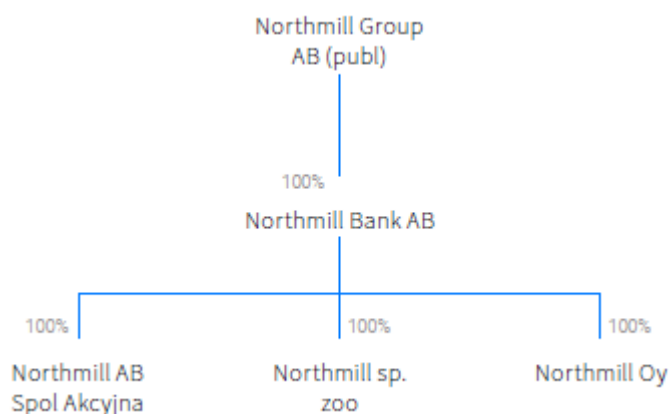 Northmill Group
AB (publ)
100%
Northmill Bank AB
100%
100%
100%
Northmill AB
Spol Akcyjna
Northmill sp.
zoo
Northmill Oy